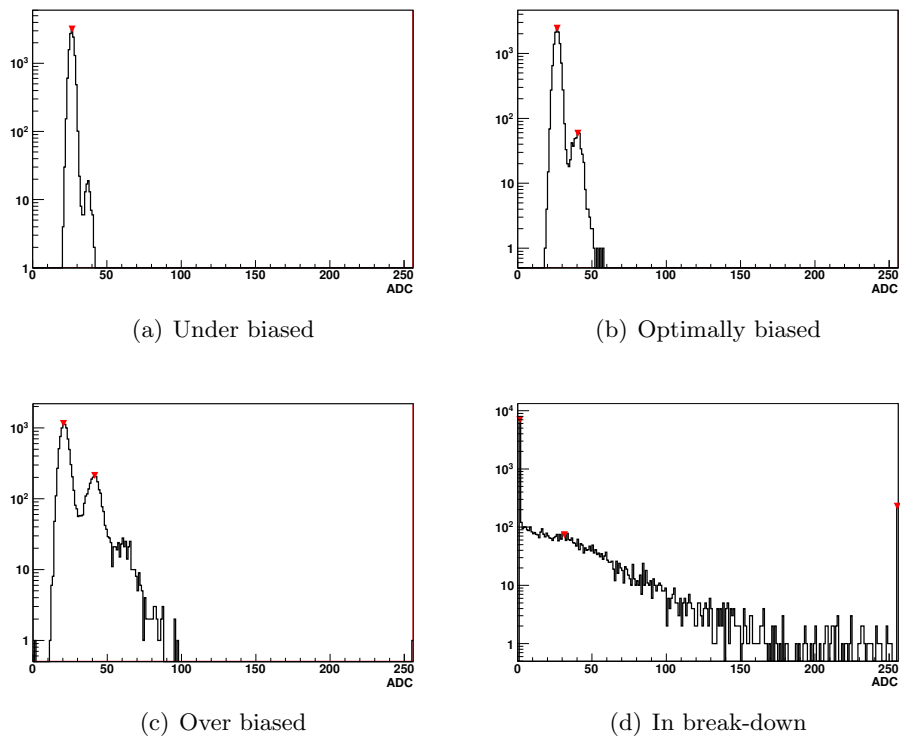 10³
10²
10
1
0 50 100 150 200 250
ADC
(a) Under biased
10³
10²
10
1
0 50 100 150 200 250
ADC
(b) Optimally biased
10³
10²
10
1
0 50 100 150 200 250
ADC
(c) Over biased
10⁴
10³
10²
10
1
0 50 100 150 200 250
ADC
(d) In break-down